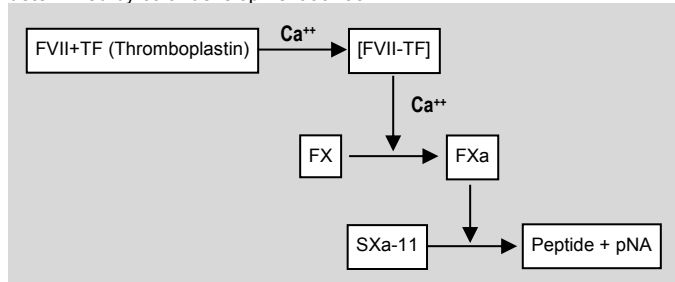 FVII+TF (Thromboplastin)
Ca++
[FVII-TF]
Ca++
FX
FXa
SXa-11
Peptide + pNA